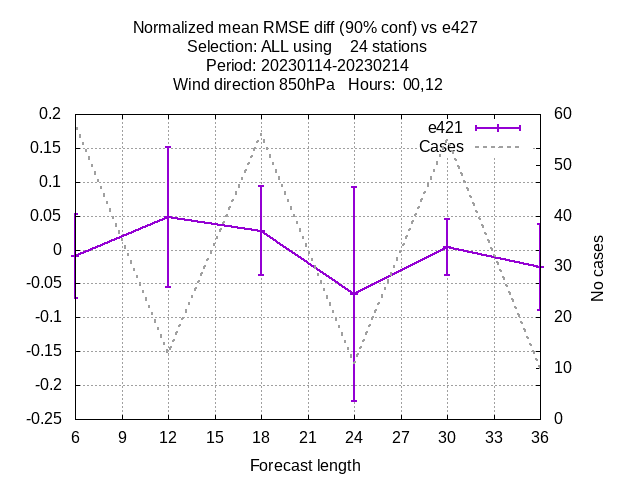 Normalized mean RMSE diff (90% conf) vs e427
Selection: ALL using    24 stations
Period: 20230114-20230214
Wind direction 850hPa   Hours:  00,12
0.2
0.15
0.1
0.05
0
-0.05
-0.1
-0.15
-0.2
-0.25
60
50
40
30
20
10
0
e421
Cases
No cases
6 9 12 15 18 21 24 27 30 33 36
Forecast length